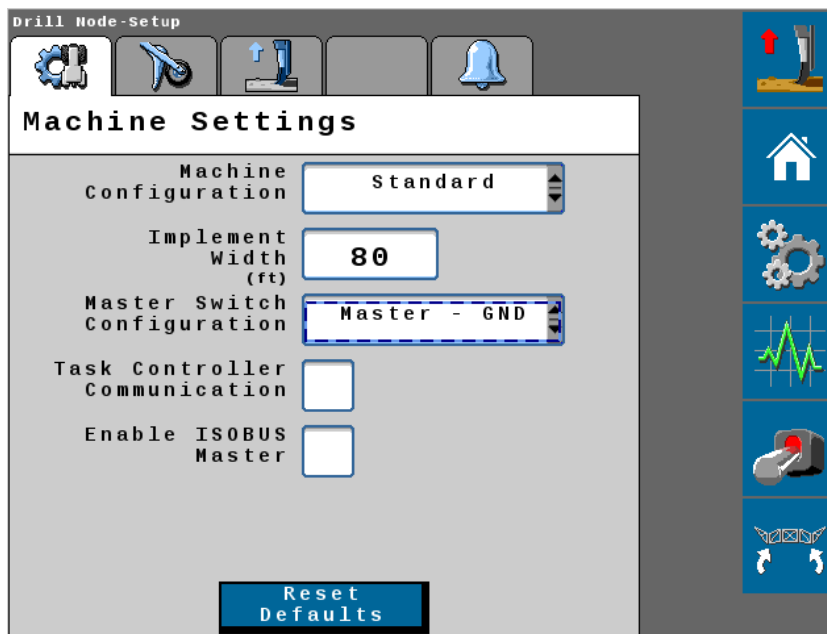 Drill Node-Setup
Machine Settings
Machine
Configuration
Standard
Implement
Width
(ft)
80
Master Switch
Configuration
Master - GND
Task Controller
Communication
Enable ISOBUS
Master
Reset
Defaults